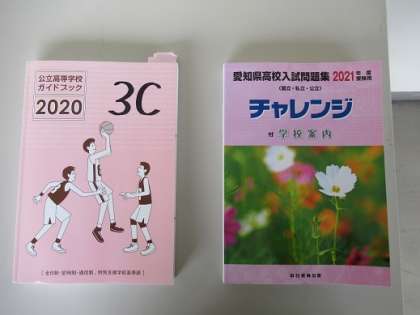 公立高等学校
ガイドブック
2020
3C
[全日制・定時制・通信制、特別支援学校高等部]
愛知県高校入試問題集 2021年度受験用
(国立・私立・公立)
チャレンジ
付 学校案内